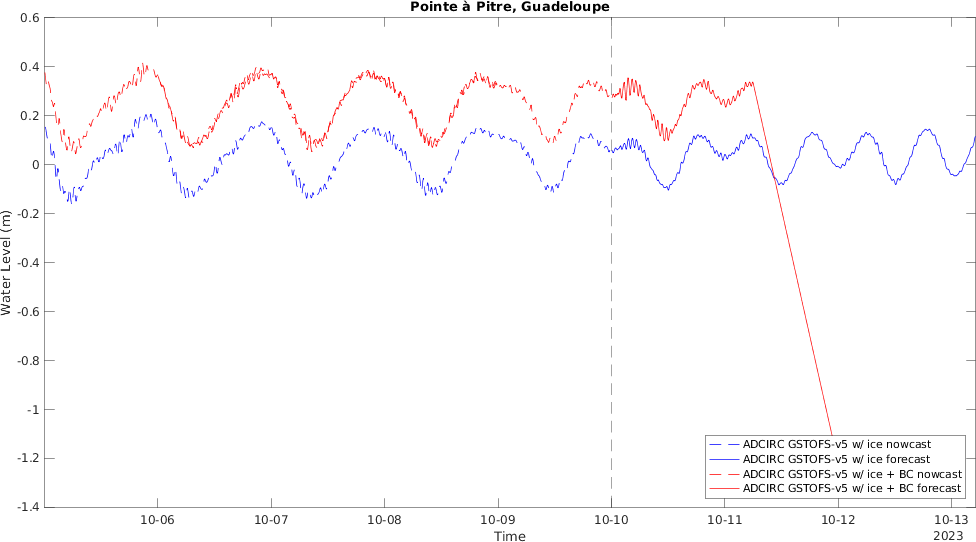 Pointe à Pitre, Guadeloupe
0.6
0.4
0.2
0
-0.2
-0.4
-0.6
-0.8
-1
-1.2
-1.4
Water Level (m)
ADCIRC GSTOFS-v5 w/ ice nowcast
ADCIRC GSTOFS-v5 w/ ice forecast
ADCIRC GSTOFS-v5 w/ ice + BC nowcast
ADCIRC GSTOFS-v5 w/ ice + BC forecast
10-06 10-07 10-08 10-09 10-10 10-11 10-12 10-13
Time
2023